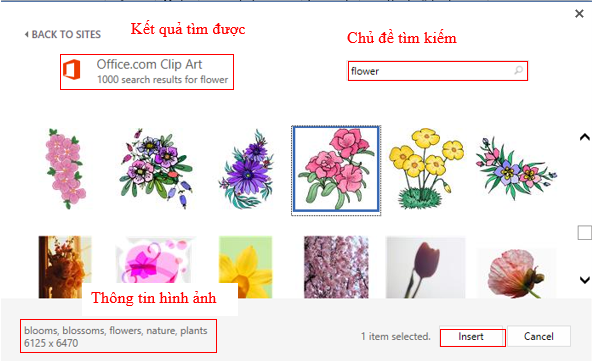 BACK TO SITES
Kết quả tìm được
Chủ đề tìm kiếm
Office.com Clip Art
1000 search results for flower
flower
Thông tin hình ảnh
blooms, blossoms, flowers, nature, plants
6125 x 6470
1 item selected.
Insert
Cancel